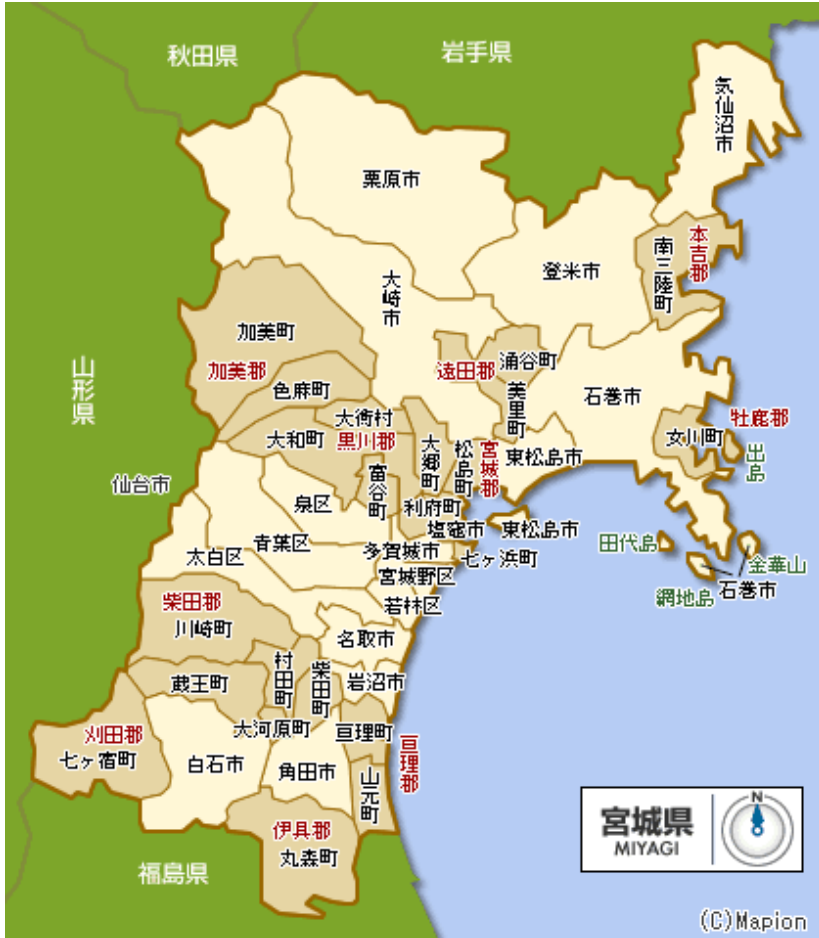 秋田県
岩手県
気仙沼市
栗原市
本吉郡
南三陸町
登米市
大崎市
加美町
加美郡
色麻町
遠田郡
涌谷町
美里町
石巻市
山形県
大衡村
大和町
黒川郡
大郷町
松島町
宮城郡
東松島市
女川町
牡鹿郡
出島
仙台市
泉区
富谷町
利府町
塩竈市
東松島市
田代島
青葉区
太白区
多賀城市
七ヶ浜町
金華山
宮城野区
石巻市
網地島
柴田郡
若林区
川崎町
名取市
村田町
柴田町
蔵王町
岩沼市
大河原町
亘理町
亘理郡
刈田郡
七ヶ宿町
白石市
角田市
山元町
伊具郡
丸森町
福島県
宮城県
MIYAGI
N
(C)Mapion